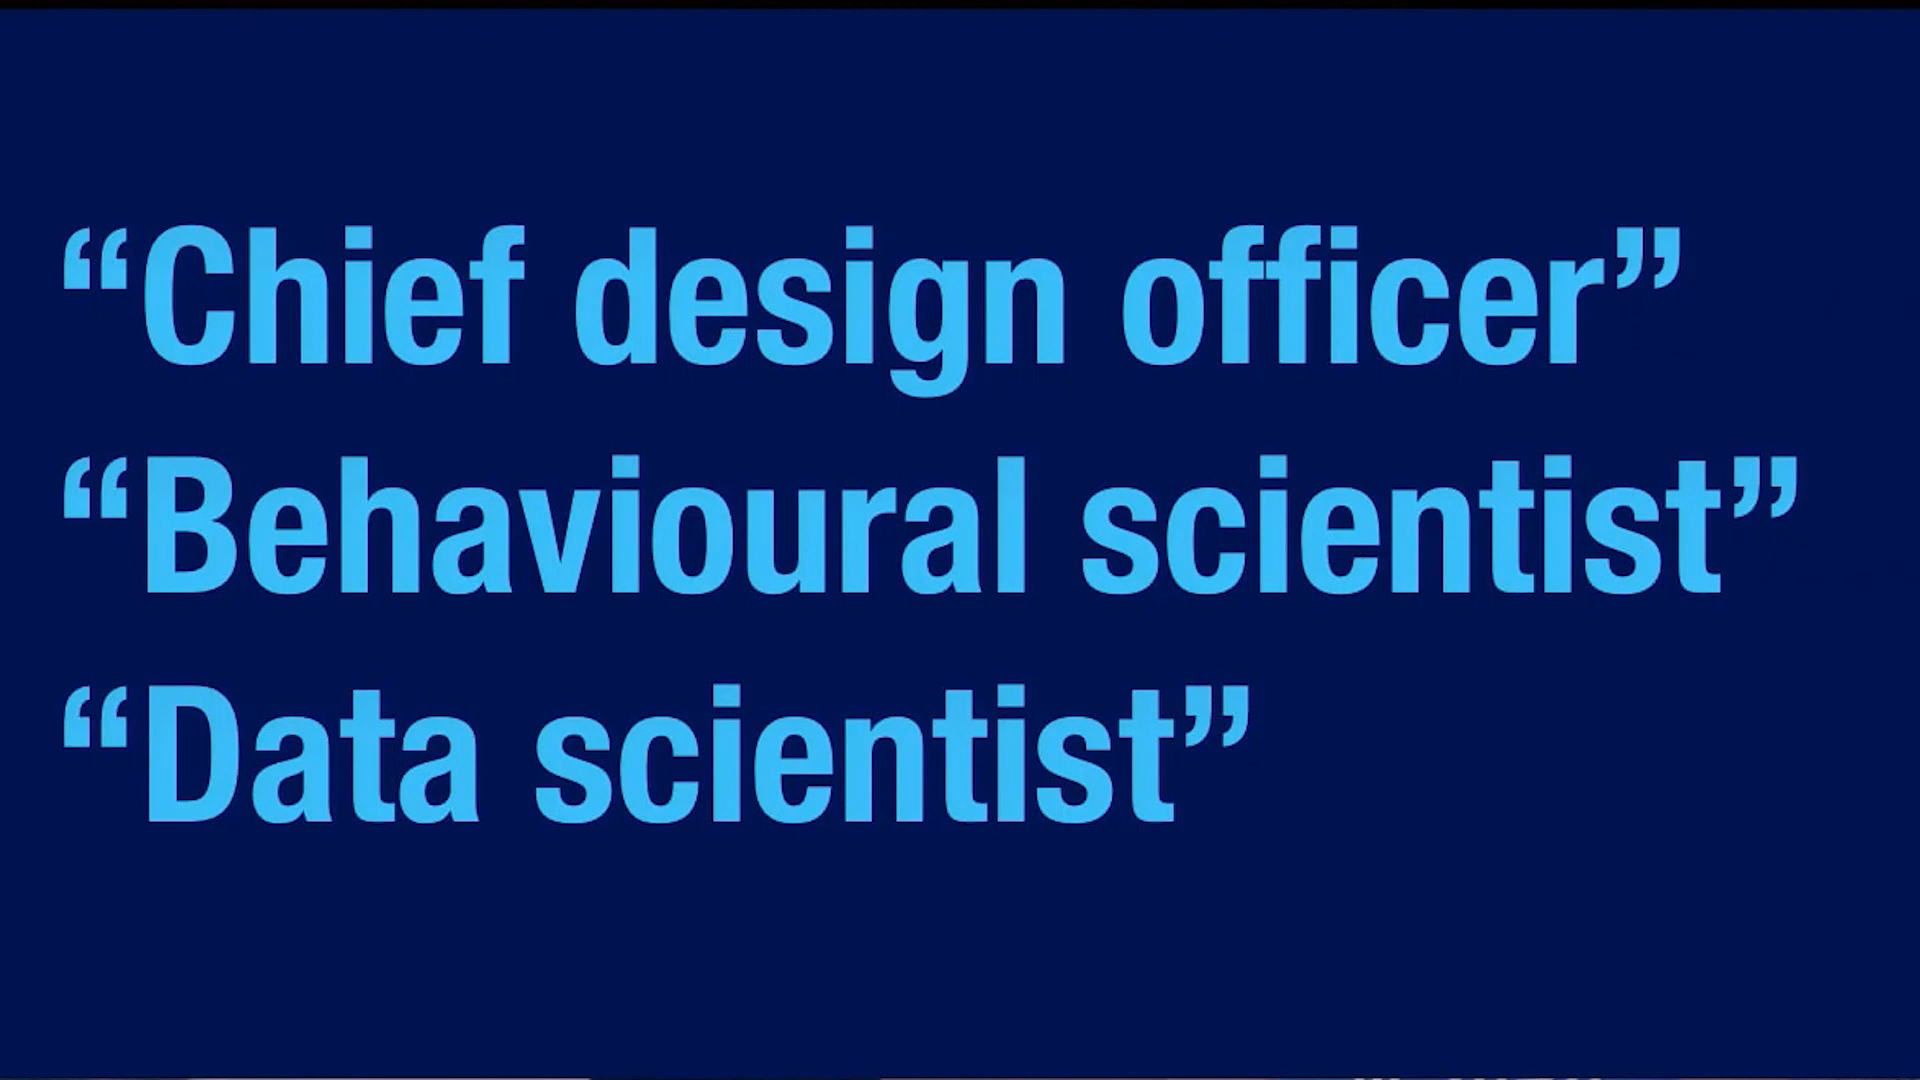 “Chief design officer”
“Behavioural scientist”
“Data scientist”